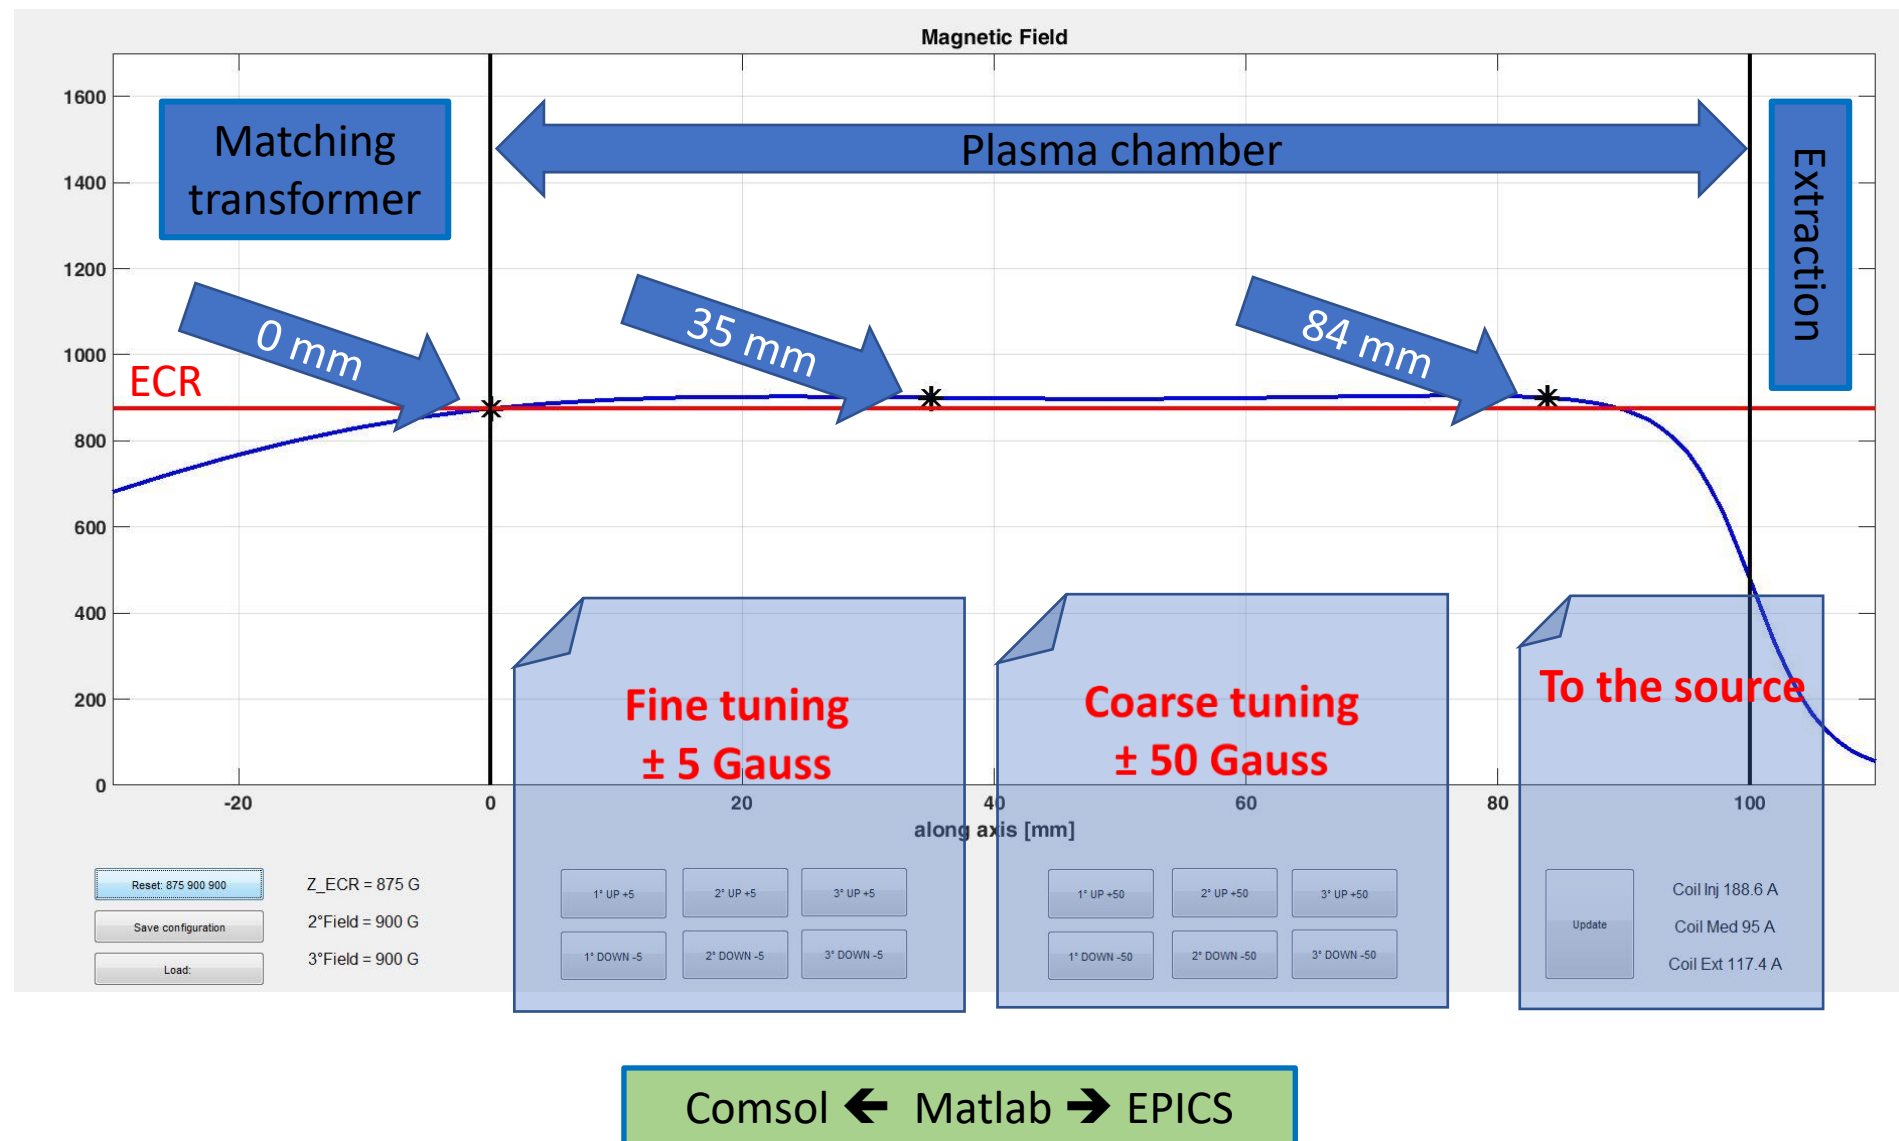 Magnetic Field
1600
1400
1200
1000
800
600
400
200
0
Matching
transformer
Plasma chamber
Extraction
0 mm
35 mm
84 mm
ECR
Fine tuning
± 5 Gauss
Coarse tuning
± 50 Gauss
To the source
-20
0
20
40
60
80
100
along axis [mm]
Reset: 875 900 900
Save configuration
Load:
Z_ECR = 875 G
2°Field = 900 G
3°Field = 900 G
1° UP +5
2° UP +5
3° UP +5
1° DOWN -5
2° DOWN -5
3° DOWN -5
1° UP +50
2° UP +50
3° UP +50
1° DOWN -50
2° DOWN -50
3° DOWN -50
Update
Coil Inj 188.6 A
Coil Med 95 A
Coil Ext 117.4 A
Comsol 🡸 Matlab 🡺 EPICS